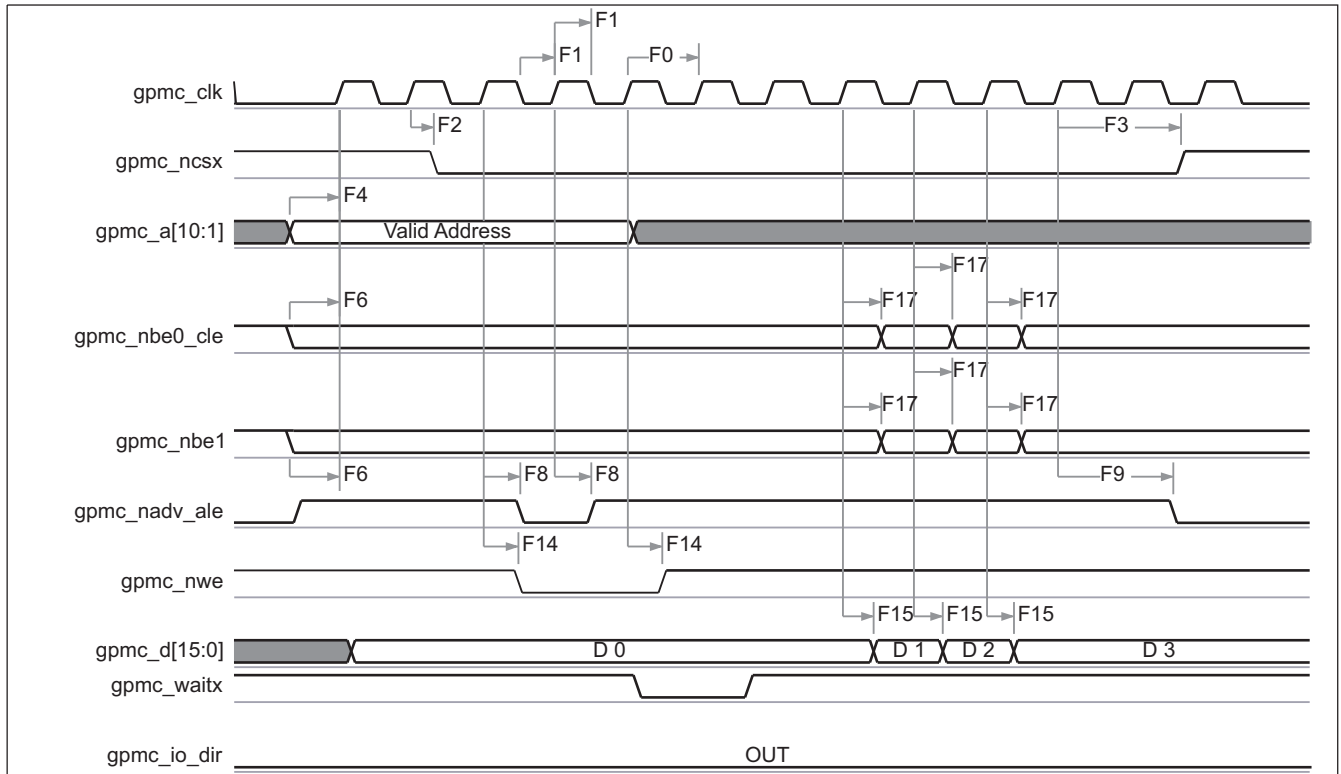 F1
F1 F0
gpmc_clk
F2 F3
gpmc_ncsx
F4
gpmc_a[10:1] Valid Address
F17
F6 F17 F17
gpmc_nbe0_cle
F17
F17 F17
gpmc_nbe1
F6 F8 F8 F9
gpmc_nadv_ale
F14 F14
gpmc_nwe
F15 F15 F15
gpmc_d[15:0] D 0 D 1 D 2 D 3
gpmc_waitx
gpmc_io_dir OUT